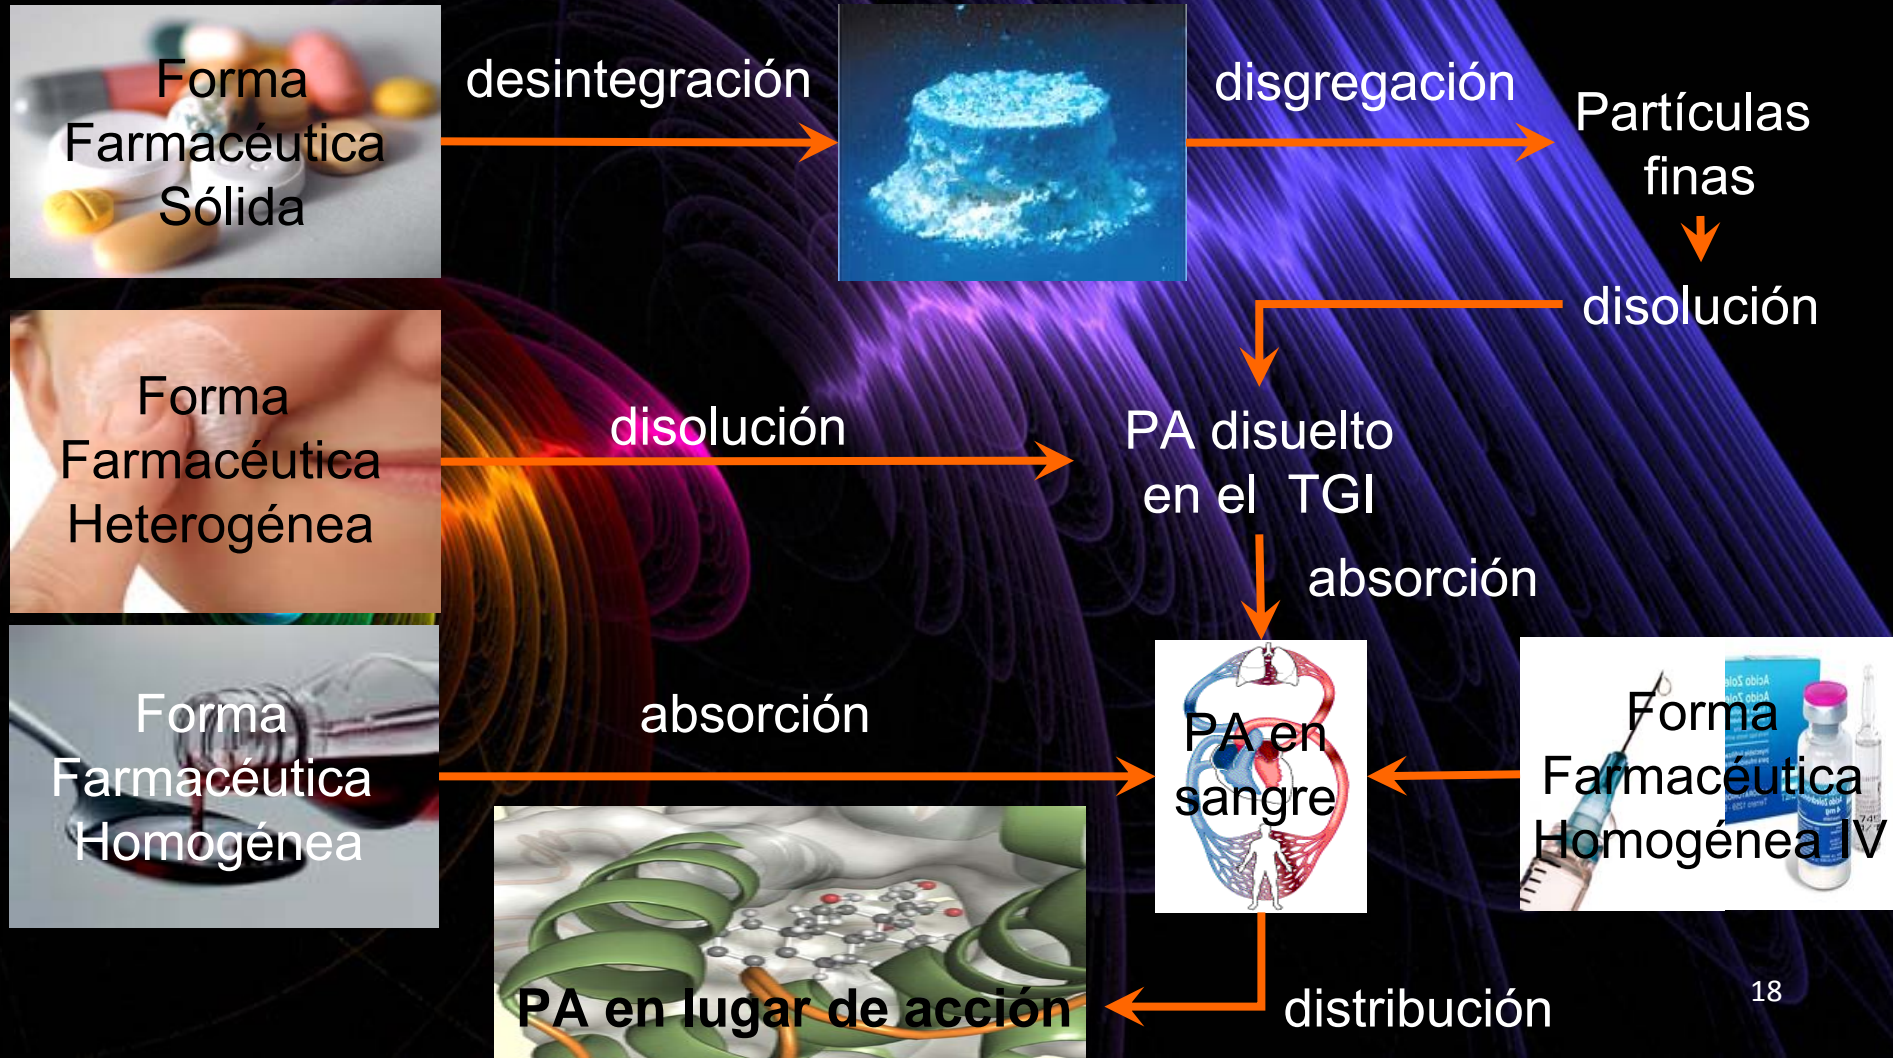 Forma
Farmacéutica
Sólida
desintegración
disgregación
Partículas
finas
disolución
Forma
Farmacéutica
Heterogénea
disolución
PA disuelto
en el TGI
absorción
Forma
Farmacéutica
Homogénea
absorción
PA en
sangre
Forma
Farmacéutica
Homogénea IV
PA en lugar de acción
distribución
18